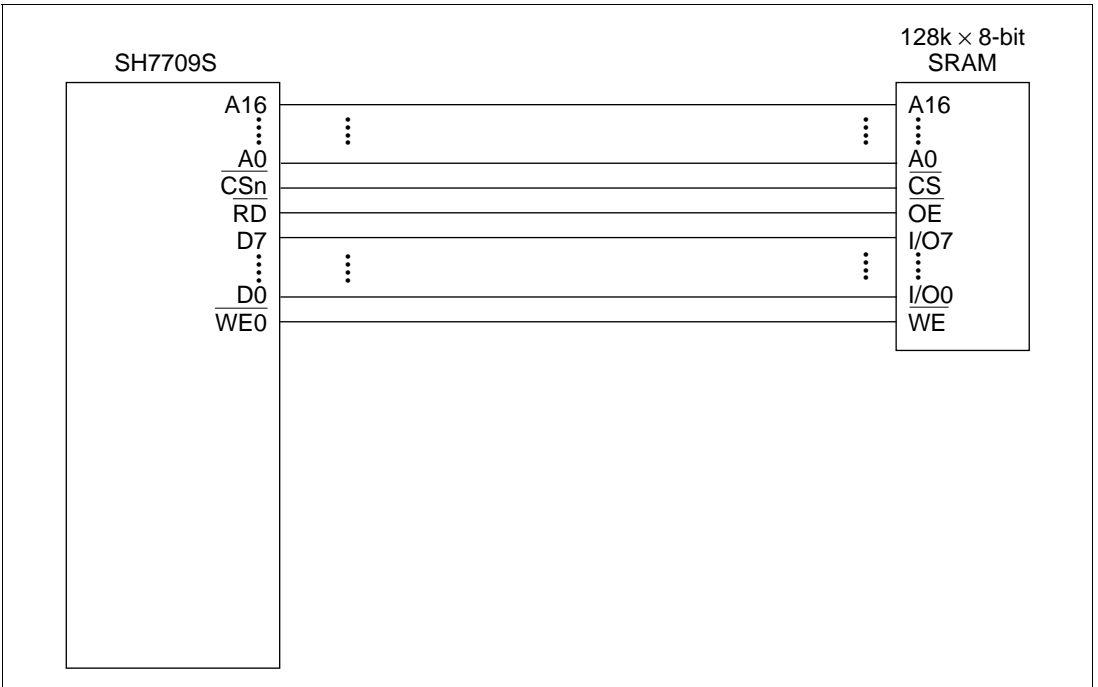 SH7709S
A16
A0
CSn
RD
D7
D0
WE0
128k × 8-bit
SRAM
A16
A0
CS
OE
I/O7
I/O0
WE